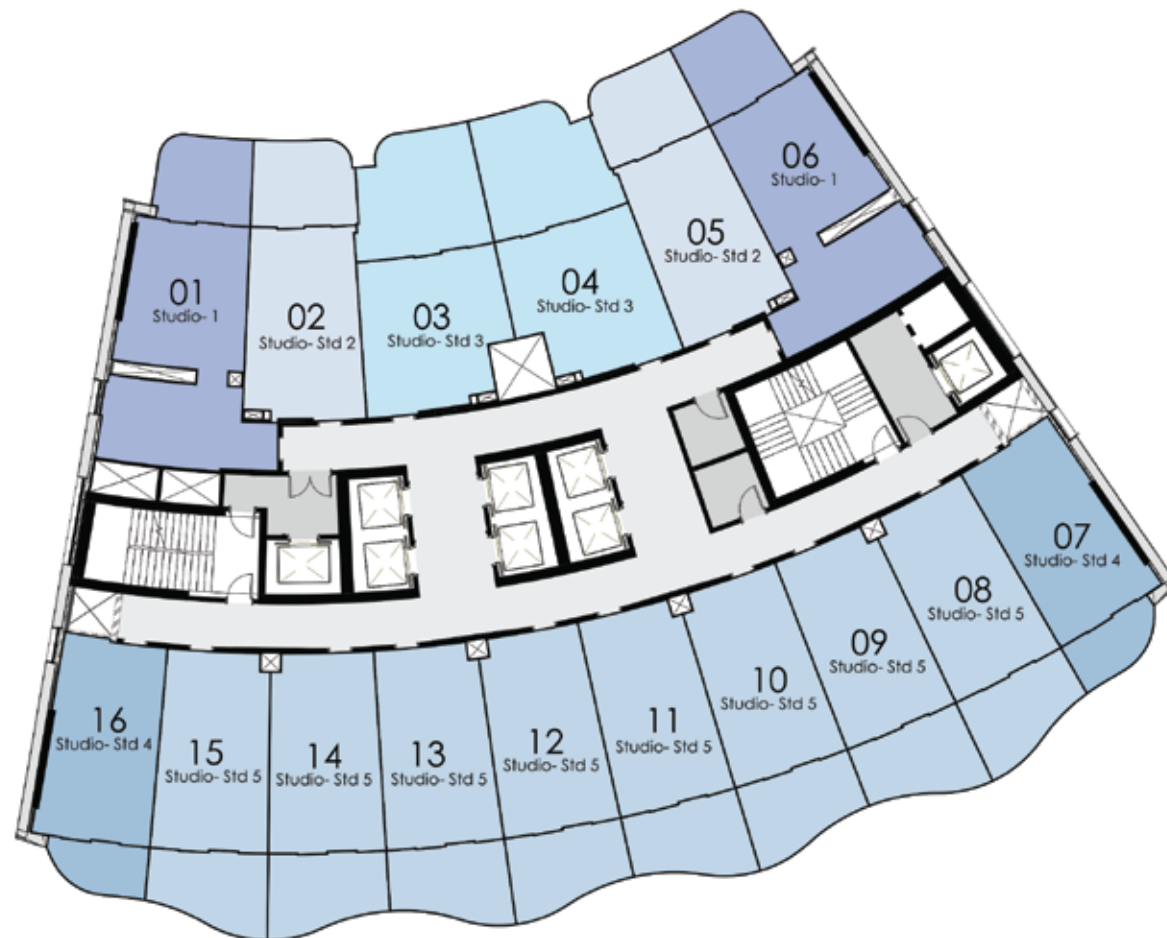 01
Studio- 1
02
Studio- Std 2
03
Studio- Std 3
04
Studio- Std 3
05
Studio- Std 2
06
Studio- 1
07
Studio- Std 4
08
Studio- Std 5
09
Studio- Std 5
10
Studio- Std 5
11
Studio- Std 5
12
Studio- Std 5
13
Studio- Std 5
14
Studio- Std 5
15
Studio- Std 5
16
Studio- Std 4